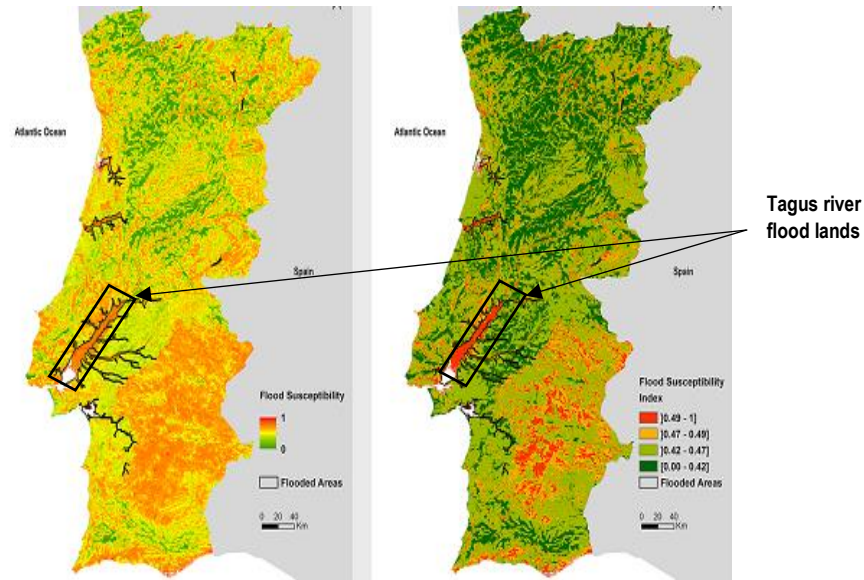 Atlantic Ocean
Spain
Flood Susceptibility
1
0
Flooded Areas
0 20 40
Km
Atlantic Ocean
Spain
Flood Susceptibility
Index
]0.49 - 1]
]0.47 - 0.49]
]0.42 - 0.47]
[0.00 - 0.42]
Flooded Areas
0 20 40
Km
Tagus river
flood lands